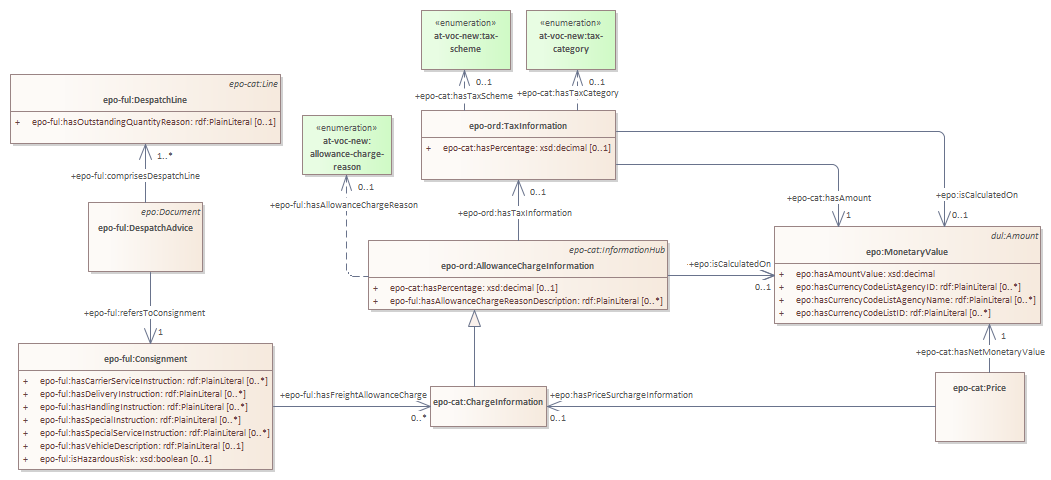 «enumeration»
at-voc-new:tax-
scheme
«enumeration»
at-voc-new:tax-
category
0..1
+epo-cat:hasTaxScheme
0..1
+epo-cat:hasTaxCategory
epo-cat:Line
epo-ful:DespatchLine
+ epo-ful:hasOutstandingQuantityReason: rdf:PlainLiteral [0..1]
«enumeration»
at-voc-new:
allowance-charge-
reason
epo-ord:TaxInformation
+ epo-cat:hasPercentage: xsd:decimal [0..1]
1..*
+epo-ful:comprisesDespatchLine
0..1
+epo-ful:hasAllowanceChargeReason
0..1
+epo-ord:hasTaxInformation
+epo-cat:hasAmount
1
+epo:isCalculatedOn
0..1
epo:Document
epo-ful:DespatchAdvice
epo-cat:InformationHub
epo-ord:AllowanceChargeInformation
+ epo-cat:hasPercentage: xsd:decimal [0..1]
+ epo-ful:hasAllowanceChargeReasonDescription: rdf:PlainLiteral [0..*]
+epo:isCalculatedOn
0..1
dul:Amount
epo:MonetaryValue
+ epo:hasAmountValue: xsd:decimal
+ epo:hasCurrencyCodeListAgencyID: rdf:PlainLiteral [0..*]
+ epo:hasCurrencyCodeListAgencyName: rdf:PlainLiteral [0..*]
+ epo:hasCurrencyCodeListID: rdf:PlainLiteral [0..*]
+epo-ful:refersToConsignment
1
1
+epo-cat:hasNetMonetaryValue
epo-ful:Consignment
+ epo-ful:hasCarrierServiceInstruction: rdf:PlainLiteral [0..*]
+ epo-ful:hasDeliveryInstruction: rdf:PlainLiteral [0..*]
+ epo-ful:hasHandlingInstruction: rdf:PlainLiteral [0..*]
+ epo-ful:hasSpecialInstruction: rdf:PlainLiteral [0..*]
+ epo-ful:hasSpecialServiceInstruction: rdf:PlainLiteral [0..*]
+ epo-ful:hasVehicleDescription: rdf:PlainLiteral [0..1]
+ epo-ful:isHazardousRisk: xsd:boolean [0..1]
+epo-ful:hasFreightAllowanceCharge
0..*
epo-cat:ChargeInformation
+epo:hasPriceSurchargeInformation
0..1
epo-cat:Price